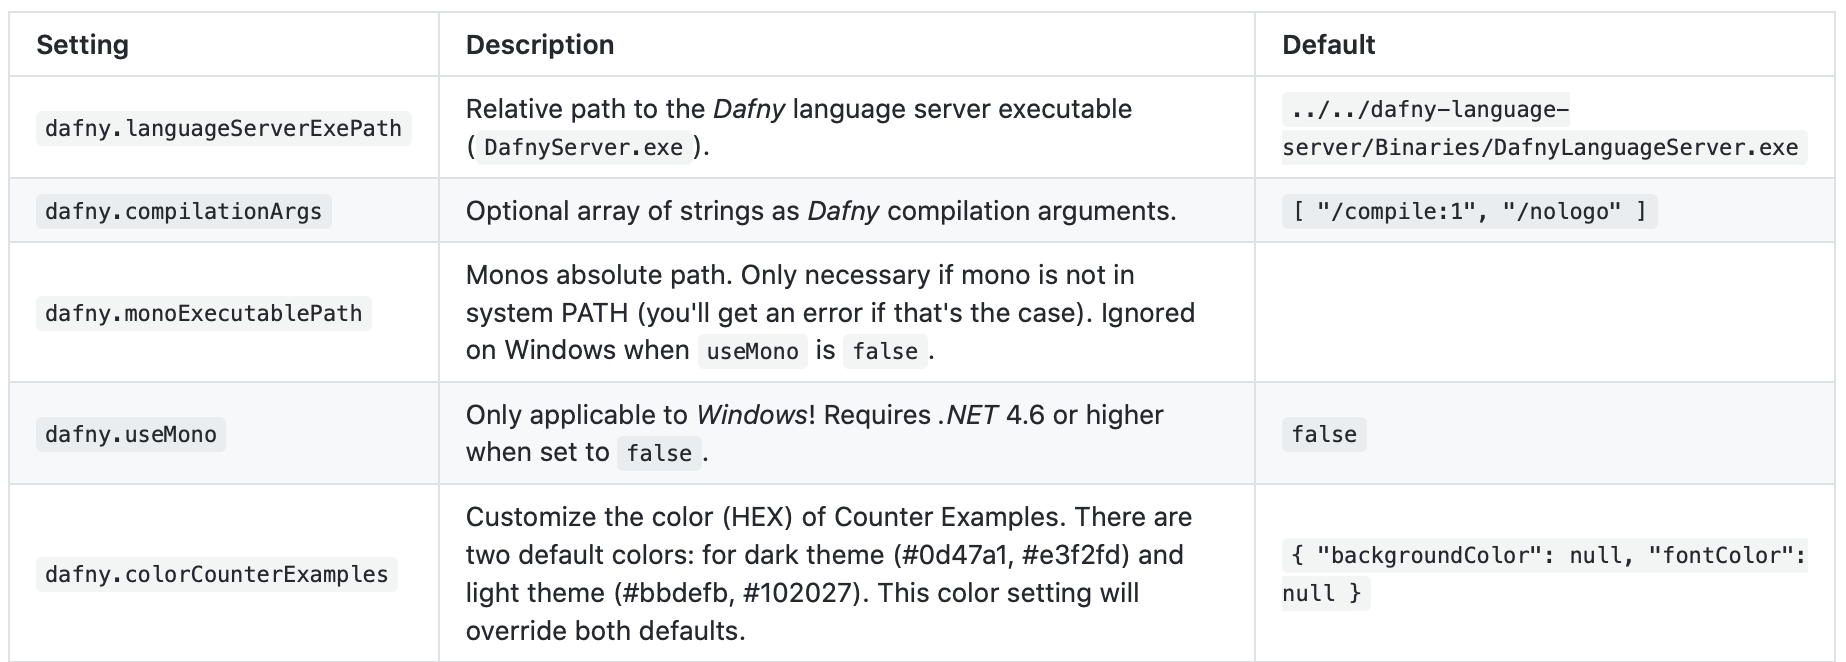 Setting Description Default
dafny.languageServerExePath
Relative path to the Dafny language server executable
(DafnyServer.exe).
../../dafny-language-
server/Binaries/DafnyLanguageServer.exe
dafny.compilationArgs
Optional array of strings as Dafny compilation arguments.
[ "/compile:1", "/nologo" ]
dafny.monoExecutablePath
Monos absolute path. Only necessary if mono is not in
system PATH (you'll get an error if that's the case). Ignored
on Windows when useMono is false.
dafny.useMono
Only applicable to Windows! Requires .NET 4.6 or higher
when set to false.
false
dafny.colorCounterExamples
Customize the color (HEX) of Counter Examples. There are
two default colors: for dark theme (#0d47a1, #e3f2fd) and
light theme (#bbdefb, #102027). This color setting will
override both defaults.
{ "backgroundColor": null, "fontColor":
null }